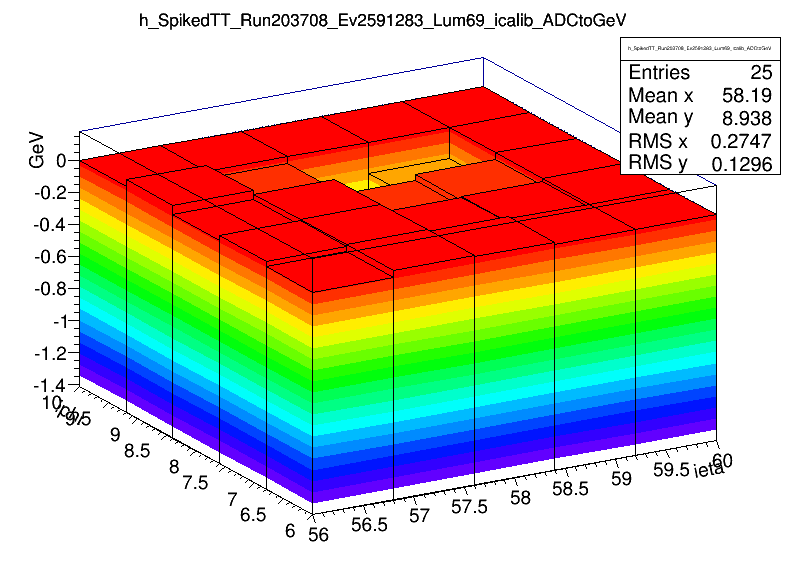 h_SpikedTT_Run203708_Ev2591283_Lum69_icalib_ADCtoGeV
h_SpikedTT_Run203708_Ev2591283_Lum69_icalib_ADCtoGeV
Entries 25
Mean x 58.19
Mean y 8.938
RMS x 0.2747
RMS y 0.1296
GeV
0
-0.2
-0.4
-0.6
-0.8
-1
-1.2
-1.4
10
iphi
9.5
9
8.5
8
7.5
7
6.5
6
56
56.5
57
57.5
58
58.5
59
59.5
ieta
60